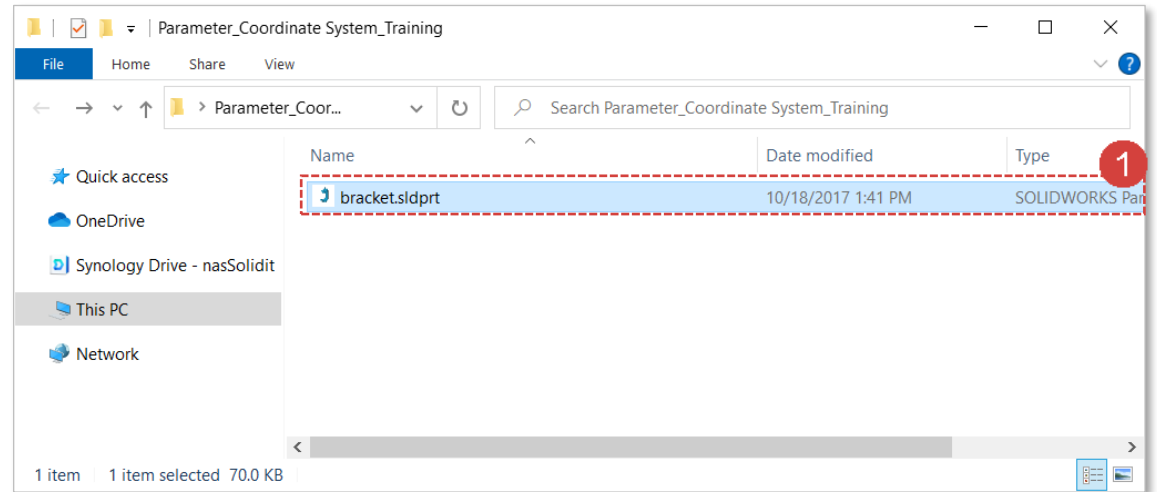 Parameter_Coordinate System_Training
File Home Share View
Parameter_Coor... Search Parameter_Coordinate System_Training
Name Date modified Type
1
Quick access
bracket.sldprt 10/18/2017 1:41 PM SOLIDWORKS Par
OneDrive
Synology Drive - nasSolidit
This PC
Network
1 item 1 item selected 70.0 KB